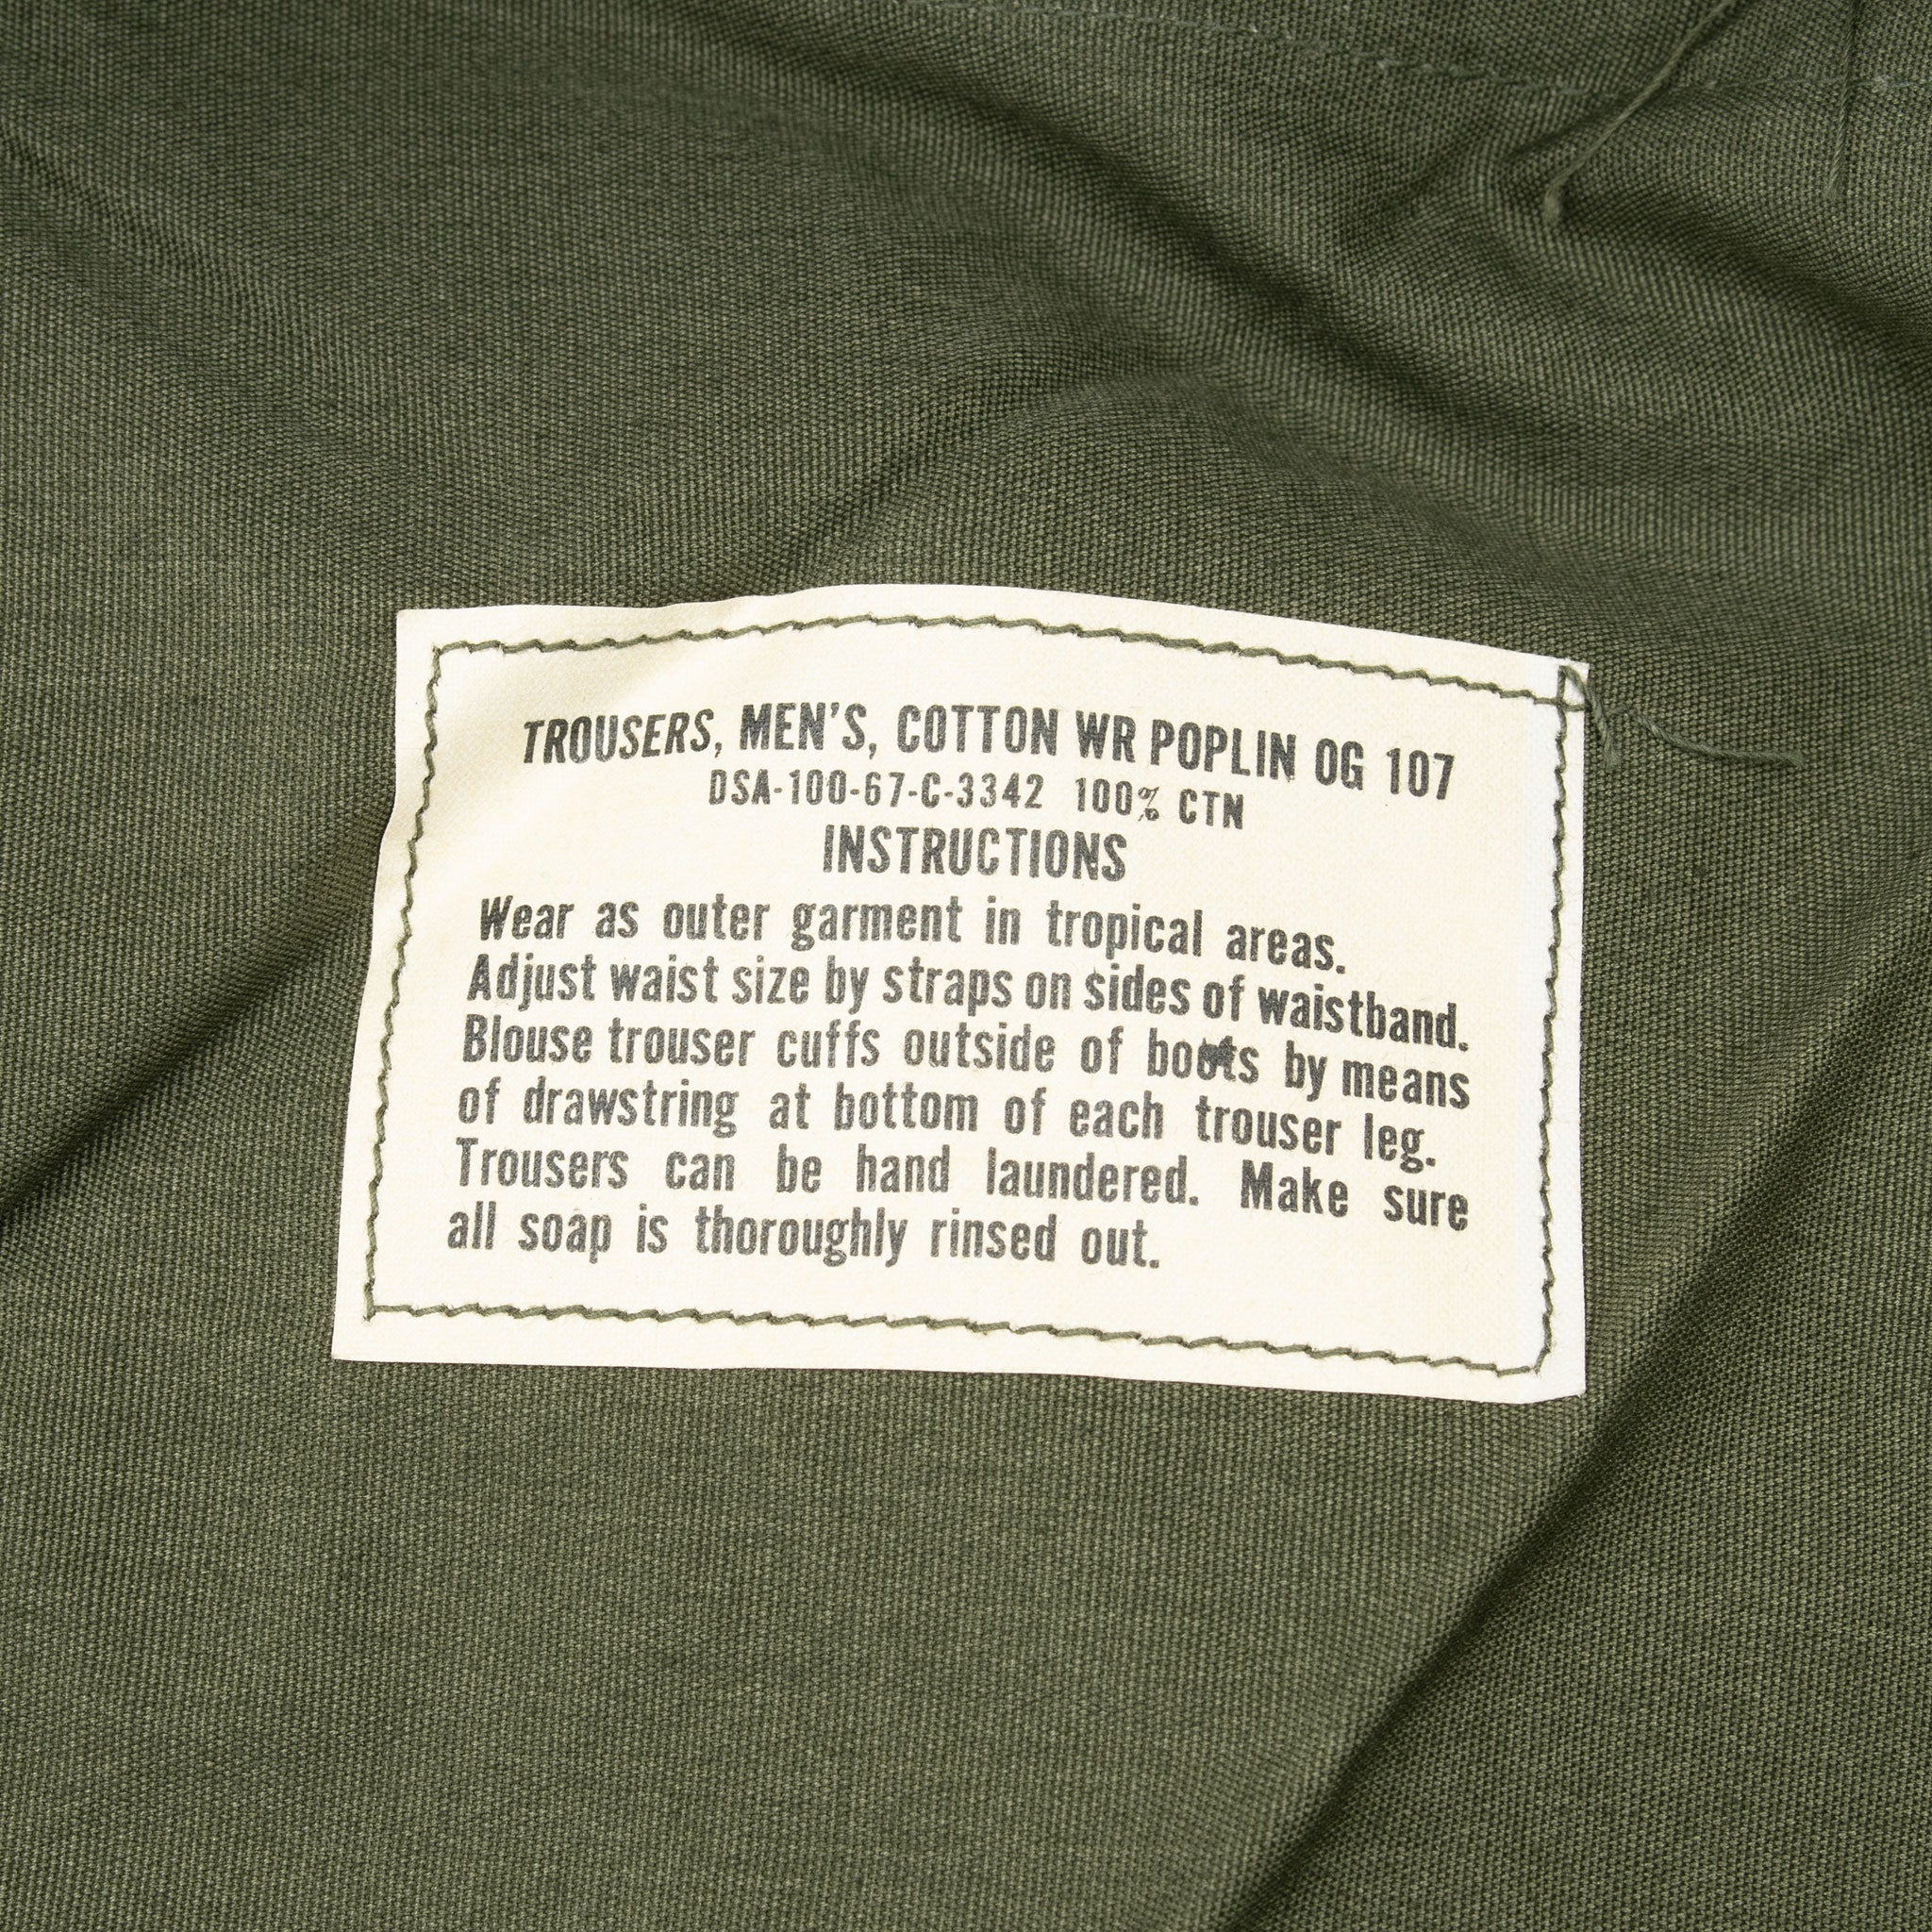 TROUSERS, MEN'S, COTTON WR POPLIN OG 107
DSA-100-67-C-3342 100% CTN
INSTRUCTIONS
Wear as outer garment in tropical areas.
Adjust waist size by straps on sides of waistband.
Blouse trouser cuffs outside of boots by means
of drawstring at bottom of each trouser leg.
Trousers can be hand laundered. Make sure
all soap is thoroughly rinsed out.